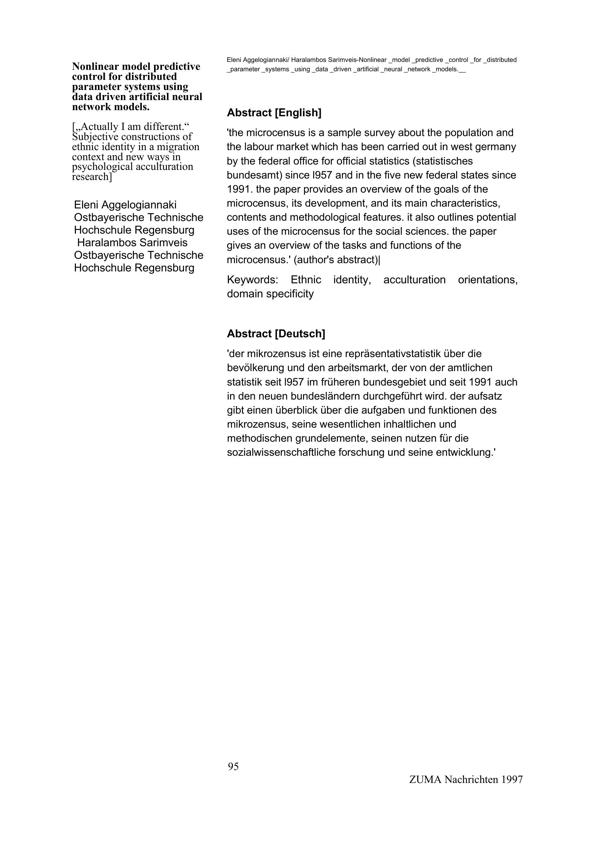 Eleni Aggelogiannaki/ Haralambos Sarimveis-Nonlinear _model _predictive _control _for _distributed
_parameter _systems _using _data _driven _artificial _neural _network _models.__
Nonlinear model predictive
control for distributed
parameter systems using
data driven artificial neural
network models.
[„Actually I am different.“
Subjective constructions of
ethnic identity in a migration
context and new ways in
psychological acculturation
research]
Eleni Aggelogiannaki
Ostbayerische Technische
Hochschule Regensburg
Haralambos Sarimveis
Ostbayerische Technische
Hochschule Regensburg
Abstract [English]
'the microcensus is a sample survey about the population and
the labour market which has been carried out in west germany
by the federal office for official statistics (statistisches
bundesamt) since l957 and in the five new federal states since
1991. the paper provides an overview of the goals of the
microcensus, its development, and its main characteristics,
contents and methodological features. it also outlines potential
uses of the microcensus for the social sciences. the paper
gives an overview of the tasks and functions of the
microcensus.' (author's abstract)|
Keywords: Ethnic identity, acculturation orientations,
domain specificity
Abstract [Deutsch]
'der mikrozensus ist eine repräsentativstatistik über die
bevölkerung und den arbeitsmarkt, der von der amtlichen
statistik seit l957 im früheren bundesgebiet und seit 1991 auch
in den neuen bundesländern durchgeführt wird. der aufsatz
gibt einen überblick über die aufgaben und funktionen des
mikrozensus, seine wesentlichen inhaltlichen und
methodischen grundelemente, seinen nutzen für die
sozialwissenschaftliche forschung und seine entwicklung.'
95
ZUMA Nachrichten 1997